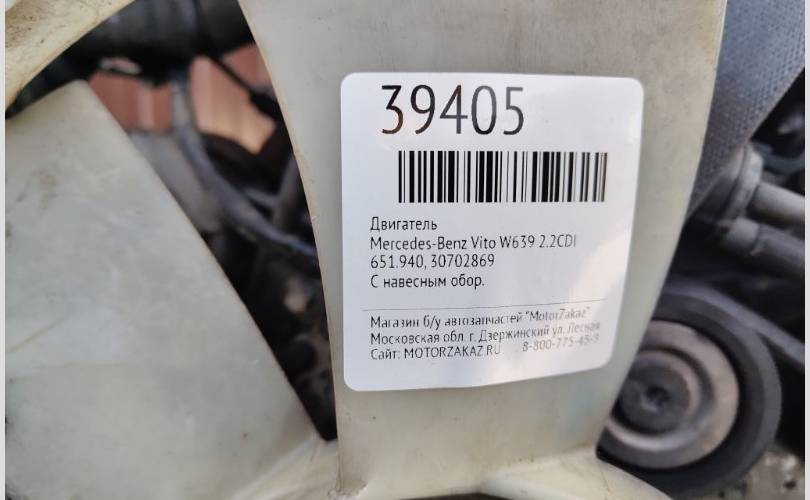 39405
Двигатель
Mercedes-Benz Vito W639 2.2CDI
651.940, 30702869
С навесным обор.
Магазин б/у автозапчастей "MotorZakaz"
Московская обл. г. Дзержинский ул. Лесная
Сайт: MOTORZAKAZ.RU 8-800-775-45-9